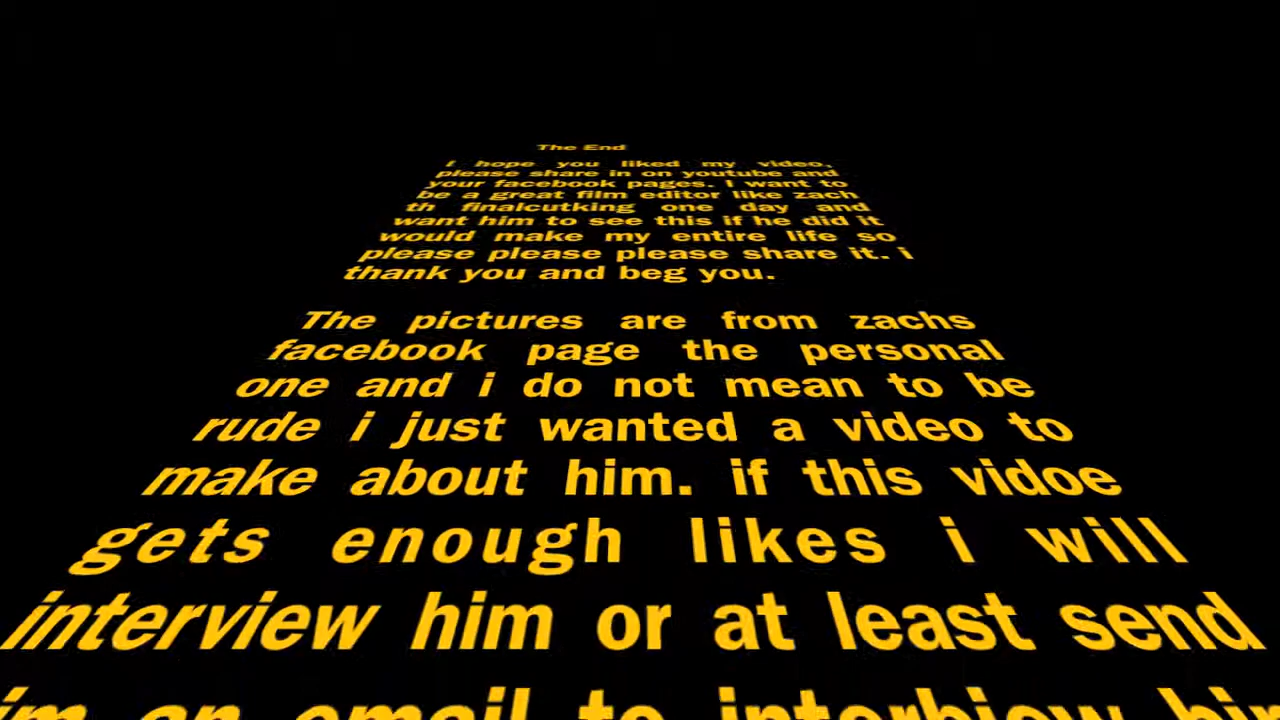 The End
I hope you liked my video,
please share in on youtube and
your facebook pages. I want to
be a great film editor like zach
th finalcutking one day and
want him to see this if he did it
would make my entire life so
please please please share it. i
thank you and beg you.
The pictures are from zachs
facebook page the personal
one and i do not mean to be
rude i just wanted a video to
make about him. if this vidoe
gets enough likes i will
interview him or at least send
an email to